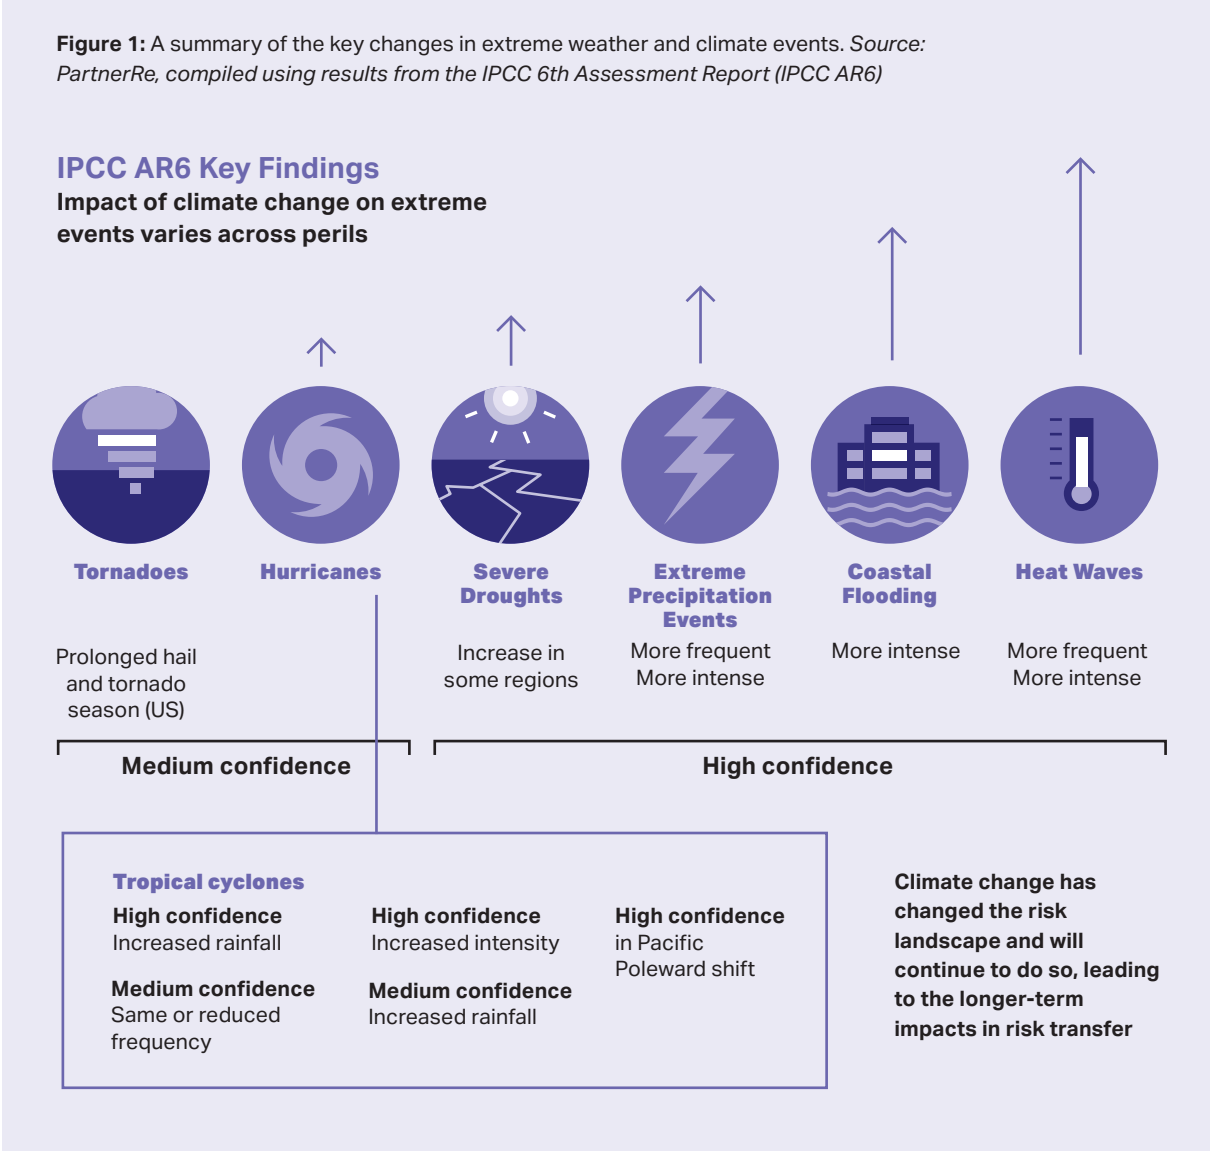 Figure 1: A summary of the key changes in extreme weather and climate events. Source:
PartnerRe, compiled using results from the IPCC 6th Assessment Report (IPCC AR6)
IPCC AR6 Key Findings
Impact of climate change on extreme
events varies across perils
Tornadoes
Prolonged hail
and tornado
season (US)
Hurricanes
Severe
Droughts
Increase in
some regions
Extreme
Precipitation
Events
More frequent
More intense
Coastal
Flooding
More intense
Heat Waves
More frequent
More intense
Medium confidence
High confidence
Tropical cyclones
High confidence
Increased rainfall
Medium confidence
Same or reduced
frequency
High confidence
Increased intensity
Medium confidence
Increased rainfall
High confidence
in Pacific
Poleward shift
Climate change has
changed the risk
landscape and will
continue to do so, leading
to the longer-term
impacts in risk transfer